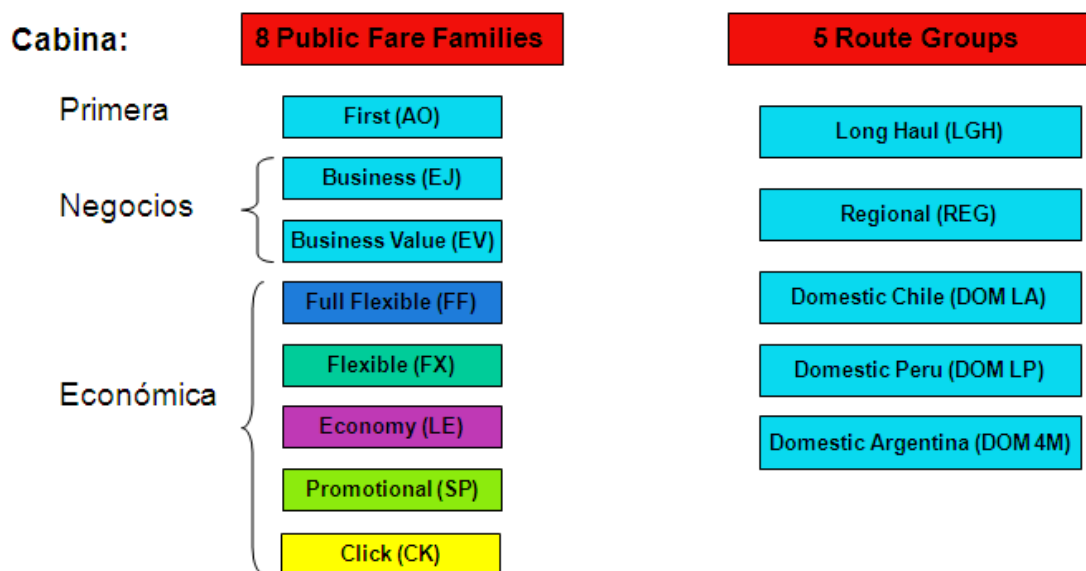 Cabina:
8 Public Fare Families
5 Route Groups
Primera
First (AO)
Negocios
Business (EJ)
Business Value (EV)
Económica
Full Flexible (FF)
Flexible (FX)
Economy (LE)
Promotional (SP)
Click (CK)
Long Haul (LGH)
Regional (REG)
Domestic Chile (DOM LA)
Domestic Peru (DOM LP)
Domestic Argentina (DOM 4M)